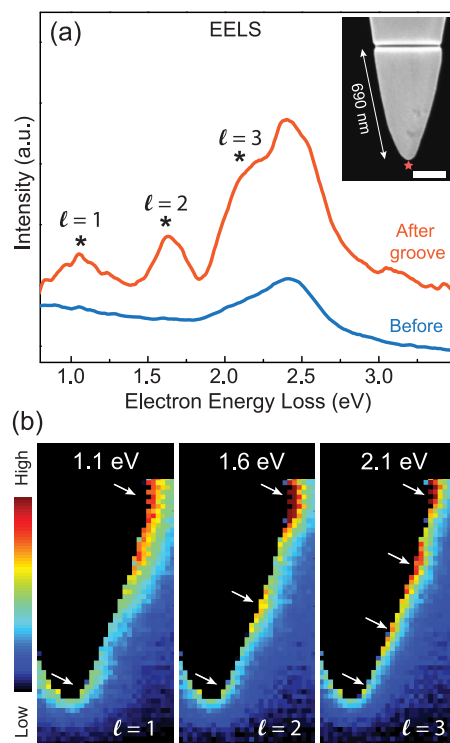 (a)
EELS
690 nm
ℓ = 3
ℓ = 2
ℓ = 1
* * *
After
groove
Before
Intensity (a.u.)
1.0 1.5 2.0 2.5 3.0
Electron Energy Loss (eV)
(b)
High
Low
1.1 eV 1.6 eV 2.1 eV
ℓ = 1 ℓ = 2 ℓ = 3